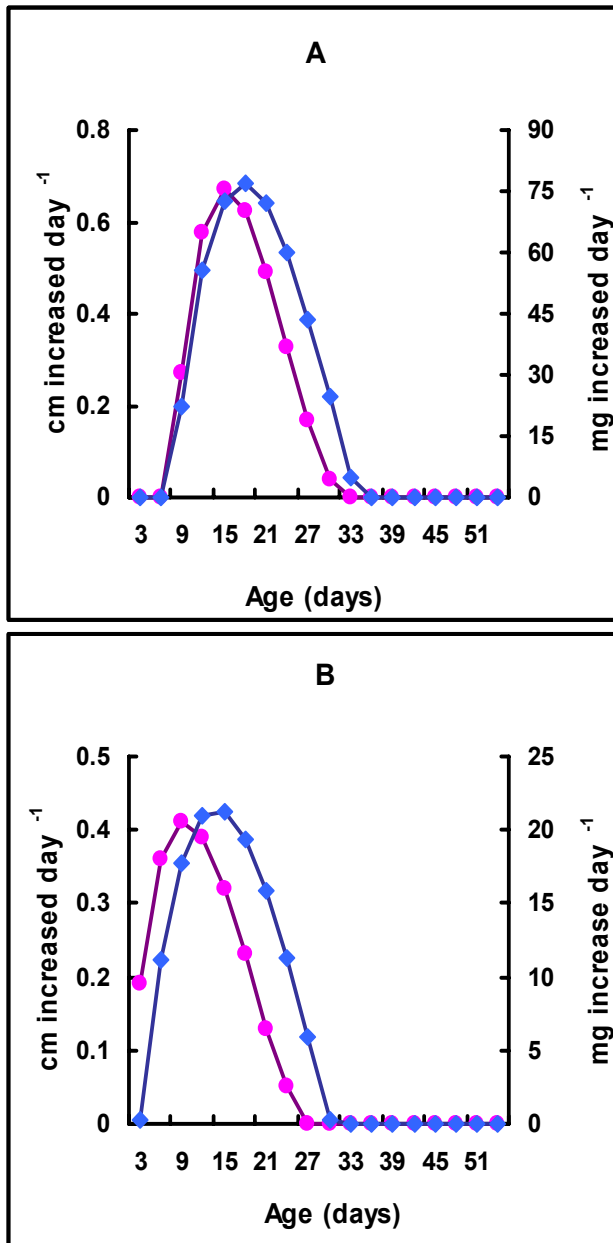 A
0.8
0.6
0.4
0.2
0
90
75
60
45
30
15
0
cm increased day -1
mg increased day -1
3 9 15 21 27 33 39 45 51
Age (days)
B
0.5
0.4
0.3
0.2
0.1
0
25
20
15
10
5
0
cm increased day -1
mg increase day -1
3 9 15 21 27 33 39 45 51
Age (days)